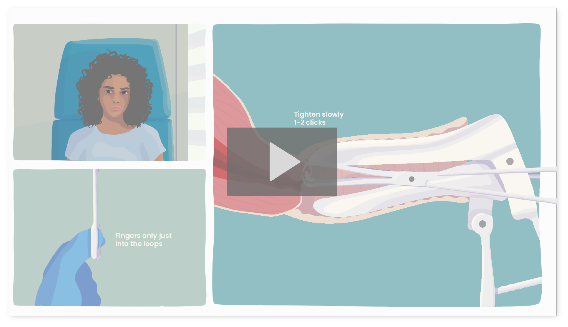 Tighten slowly
1-2 clicks
Fingers only just
into the loops